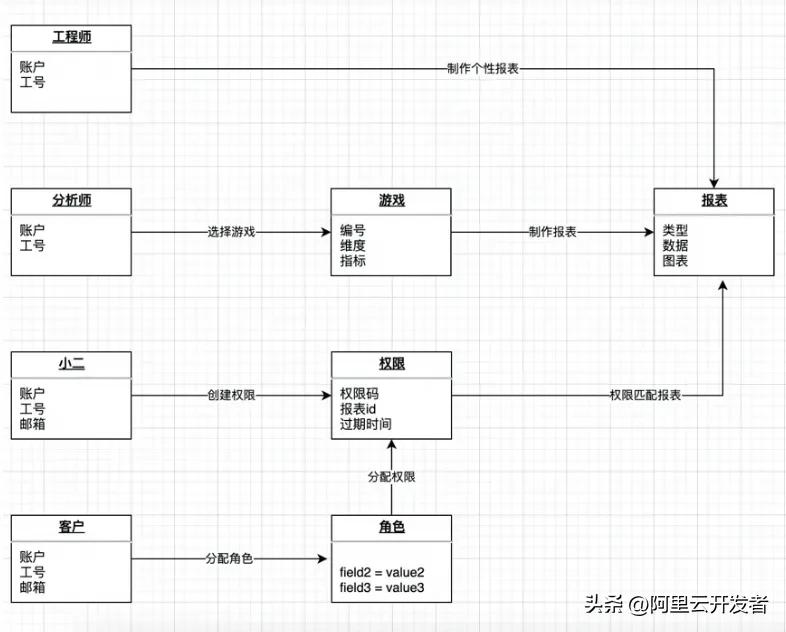 工程师
账户
工号
制作个性报表
分析师
账户
工号
选择游戏
游戏
编号
维度
指标
制作报表
报表
类型
数据
图表
小二
账户
工号
邮箱
创建权限
权限
权限码
报表id
过期时间
权限匹配报表
分配权限
客户
账户
工号
邮箱
分配角色
角色
field2 = value2
field3 = value3
头条 @阿里云开发者